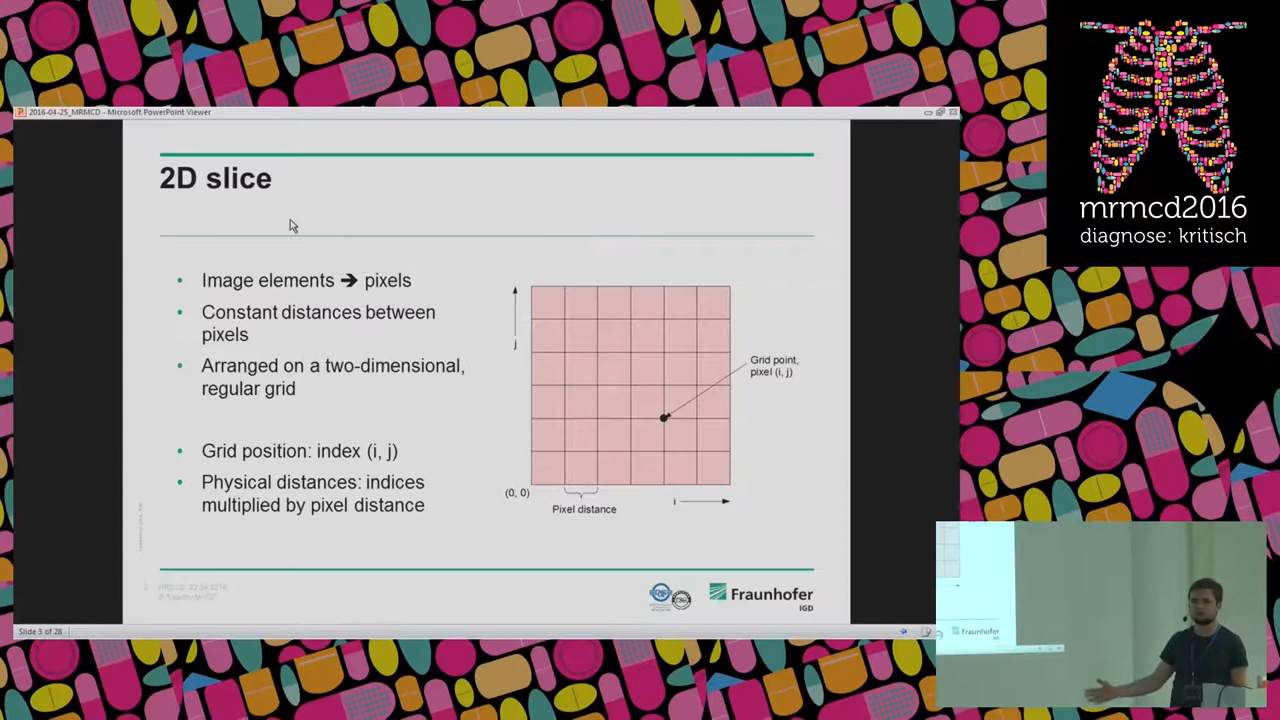 2016-04-25_MRMCD - Microsoft PowerPoint Viewer
2D slice
• Image elements ➔ pixels
• Constant distances between
pixels
• Arranged on a two-dimensional,
regular grid
• Grid position: index (i, j)
• Physical distances: indices
multiplied by pixel distance
j
Grid point,
pixel (i, j)
(0, 0)
Pixel distance
i
Fraunhofer
IGD
Slide 3 of 28
mrmcd2016
diagnose: kritisch
Fraunhofer